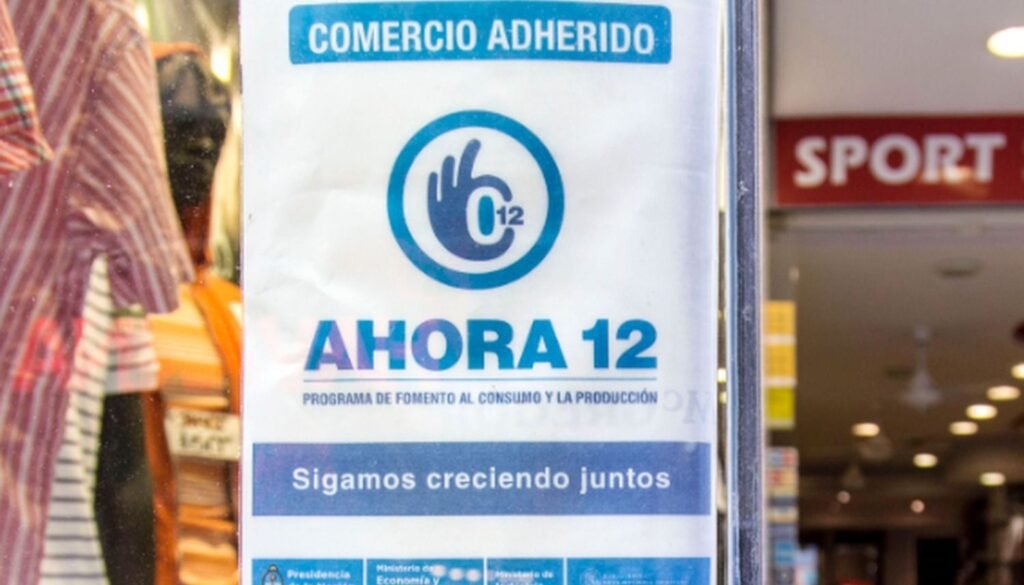 COMERCIO ADHERIDO
12
AHORA 12
PROGRAMA DE FOMENTO AL CONSUMO Y LA PRODUCCIÓN
Sigamos creciendo juntos
Presidencia
Ministerio de
Economía y
Ministerio de
SPORT